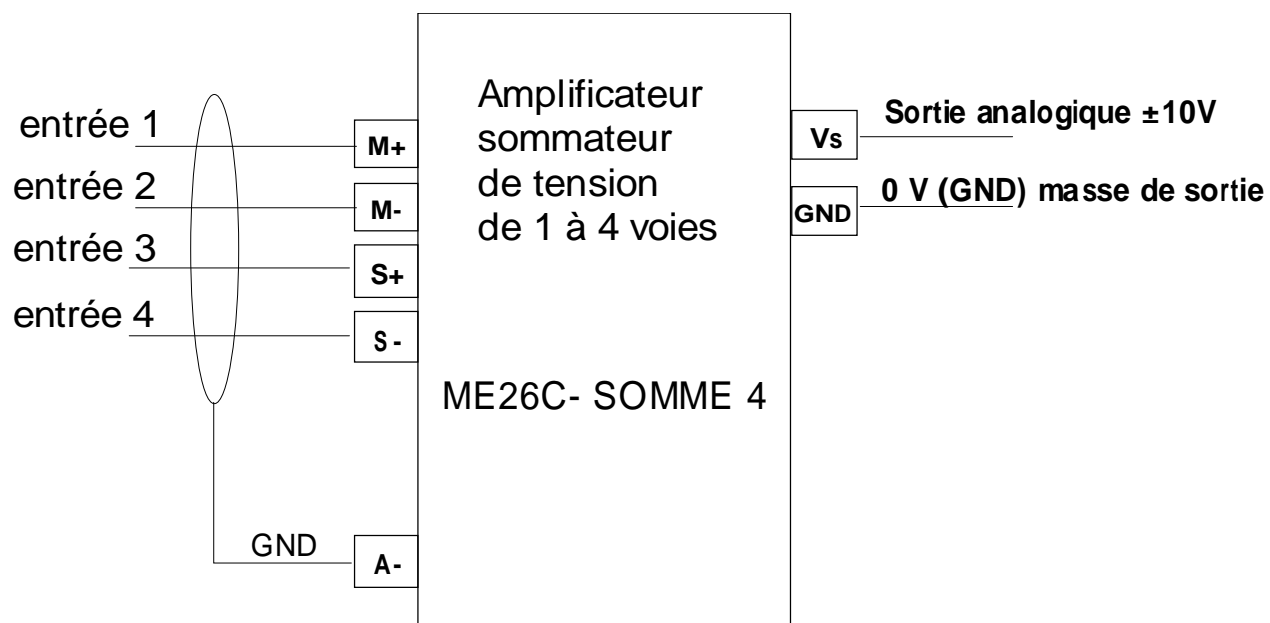 entrée 1
M+
entrée 2
M-
entrée 3
S+
entrée 4
S -
GND
A-
Amplificateur
sommateur
de tension
de 1 à 4 voies
ME26C- SOMME 4
Vs
Sortie analogique ±10V
GND
0 V (GND) masse de sortie